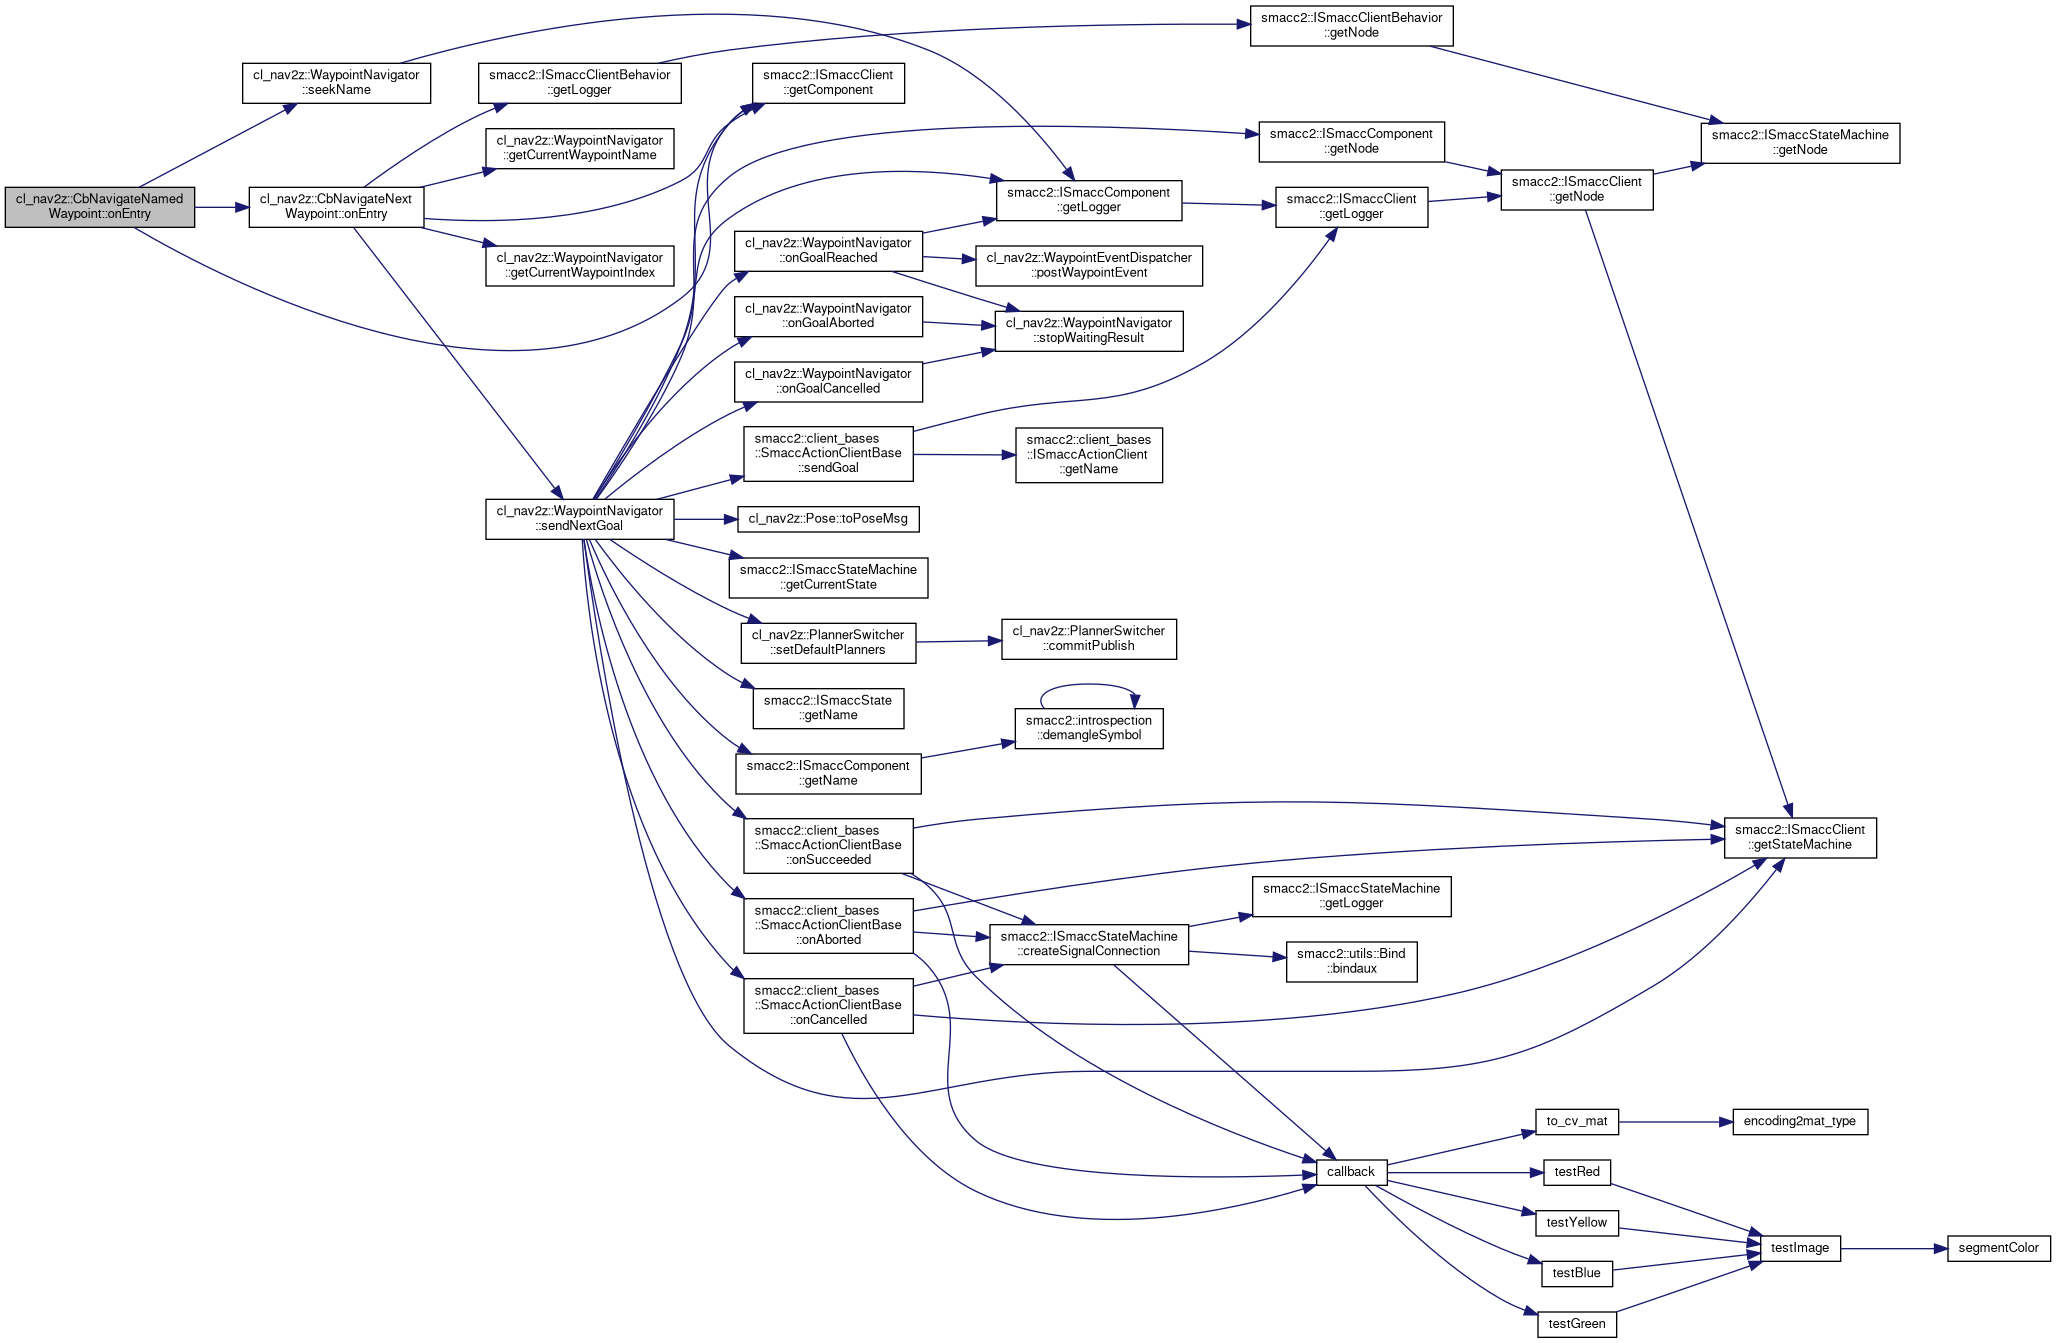 cl_nav2z::CbNavigateNamed
Waypoint::onEntry
cl_nav2z::WaypointNavigator
::seekName
cl_nav2z::CbNavigateNext
Waypoint::onEntry
smacc2::ISmaccClientBehavior
::getLogger
cl_nav2z::WaypointNavigator
::getCurrentWaypointName
cl_nav2z::WaypointNavigator
::getCurrentWaypointIndex
cl_nav2z::WaypointNavigator
::sendNextGoal
smacc2::ISmaccClient
::getComponent
cl_nav2z::WaypointNavigator
::onGoalReached
cl_nav2z::WaypointNavigator
::onGoalAborted
cl_nav2z::WaypointNavigator
::onGoalCancelled
smacc2::client_bases
::SmaccActionClientBase
::sendGoal
cl_nav2z::Pose::toPoseMsg
smacc2::ISmaccStateMachine
::getCurrentState
cl_nav2z::PlannerSwitcher
::setDefaultPlanners
smacc2::ISmaccState
::getName
smacc2::ISmaccComponent
::getName
smacc2::client_bases
::SmaccActionClientBase
::onSucceeded
smacc2::client_bases
::SmaccActionClientBase
::onAborted
smacc2::client_bases
::SmaccActionClientBase
::onCancelled
smacc2::ISmaccComponent
::getLogger
cl_nav2z::WaypointEventDispatcher
::postWaypointEvent
cl_nav2z::WaypointNavigator
::stopWaitingResult
smacc2::client_bases
::ISmaccActionClient
::getName
cl_nav2z::PlannerSwitcher
::commitPublish
smacc2::introspection
::demangleSymbol
smacc2::ISmaccStateMachine
::createSignalConnection
smacc2::ISmaccClientBehavior
::getNode
smacc2::ISmaccComponent
::getNode
smacc2::ISmaccClient
::getLogger
smacc2::ISmaccStateMachine
::getLogger
smacc2::utils::Bind
::bindaux
callback
smacc2::ISmaccClient
::getNode
to_cv_mat
testRed
testYellow
testBlue
testGreen
smacc2::ISmaccStateMachine
::getNode
smacc2::ISmaccClient
::getStateMachine
encoding2mat_type
testImage
segmentColor